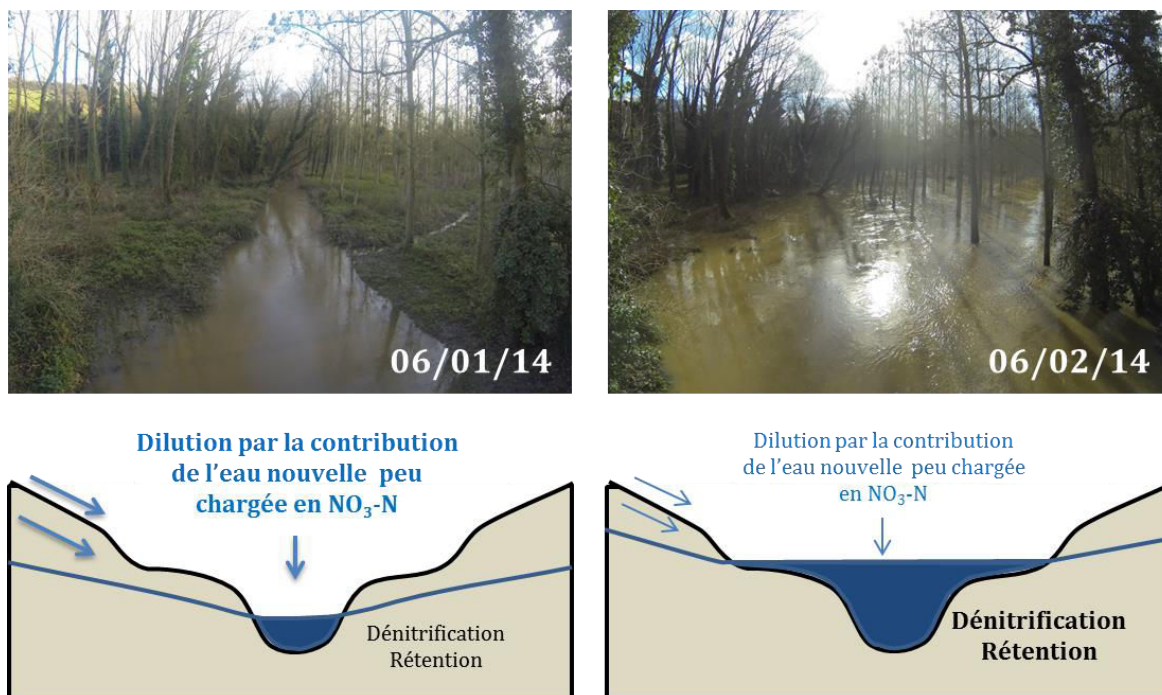 06/01/14
06/02/14
Dilution par la contribution
de l'eau nouvelle peu
chargée en NO₃-N
Dénitrification
Rétention
Dilution par la contribution
de l'eau nouvelle peu chargée
en NO₃-N
Dénitrification
Rétention